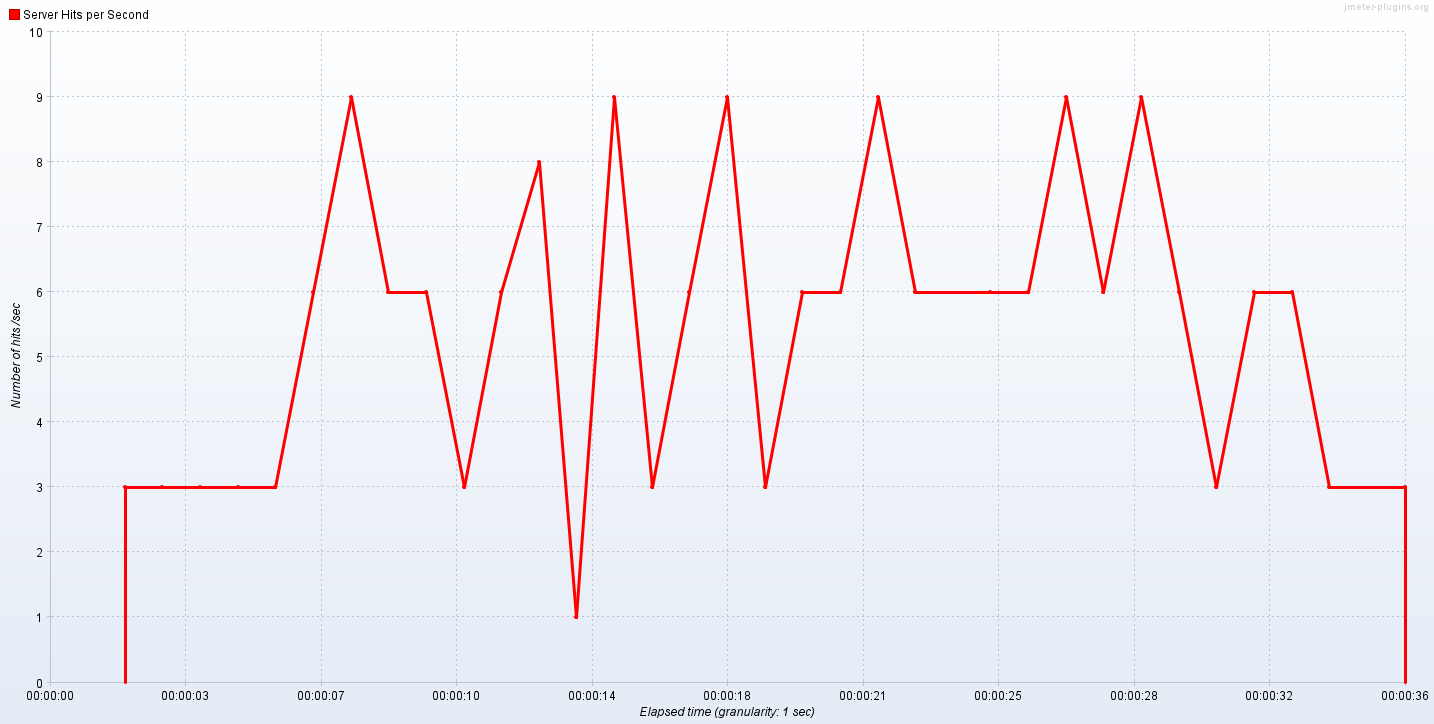 Server Hits per Second
jmeter-plugins.org
10
9
8
7
6
5
4
3
2
1
0
Number of hits /sec
00:00:00 00:00:03 00:00:07 00:00:10 00:00:14 00:00:18 00:00:21 00:00:25 00:00:28 00:00:32 00:00:36
Elapsed time (granularity: 1 sec)